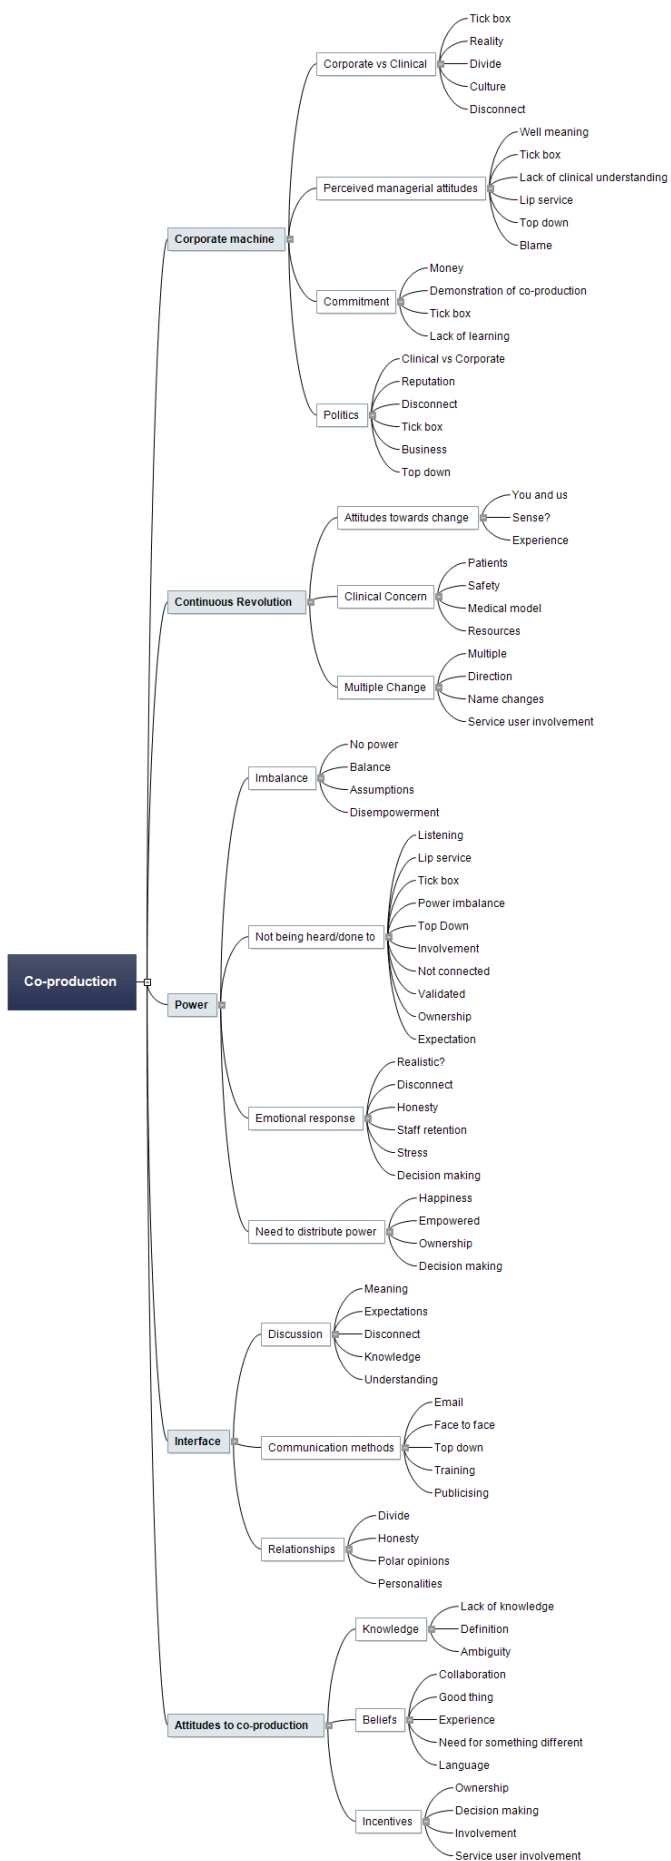 Tick box
Reality
Corporate vs Clinical
Divide
Culture
Disconnect
Well meaning
Tick box
Lack of clinical understanding
Perceived managerial attitudes
Lip service
Top down
Blame
Corporate machine
Money
Demonstration of co-production
Commitment
Tick box
Lack of learning
Clinical vs Corporate
Reputation
Disconnect
Politics
Tick box
Business
Top down
You and us
Attitudes towards change
Sense?
Experience
Patients
Safety
Continuous Revolution
Clinical Concern
Medical model
Resources
Multiple
Direction
Multiple Change
Name changes
Service user involvement
No power
Balance
Imbalance
Assumptions
Disempowerment
Listening
Lip service
Tick box
Power imbalance
Top Down
Not being heard/done to
Involvement
Not connected
Validated
Ownership
Expectation
Co-production
Power
Realistic?
Disconnect
Honesty
Emotional response
Staff retention
Stress
Decision making
Happiness
Empowered
Need to distribute power
Ownership
Decision making
Meaning
Expectations
Discussion
Disconnect
Knowledge
Understanding
Email
Face to face
Interface
Communication methods
Top down
Training
Publicising
Divide
Honesty
Relationships
Polar opinions
Personalities
Lack of knowledge
Knowledge
Definition
Ambiguity
Collaboration
Good thing
Attitudes to co-production
Beliefs
Experience
Need for something different
Language
Ownership
Decision making
Incentives
Involvement
Service user involvement